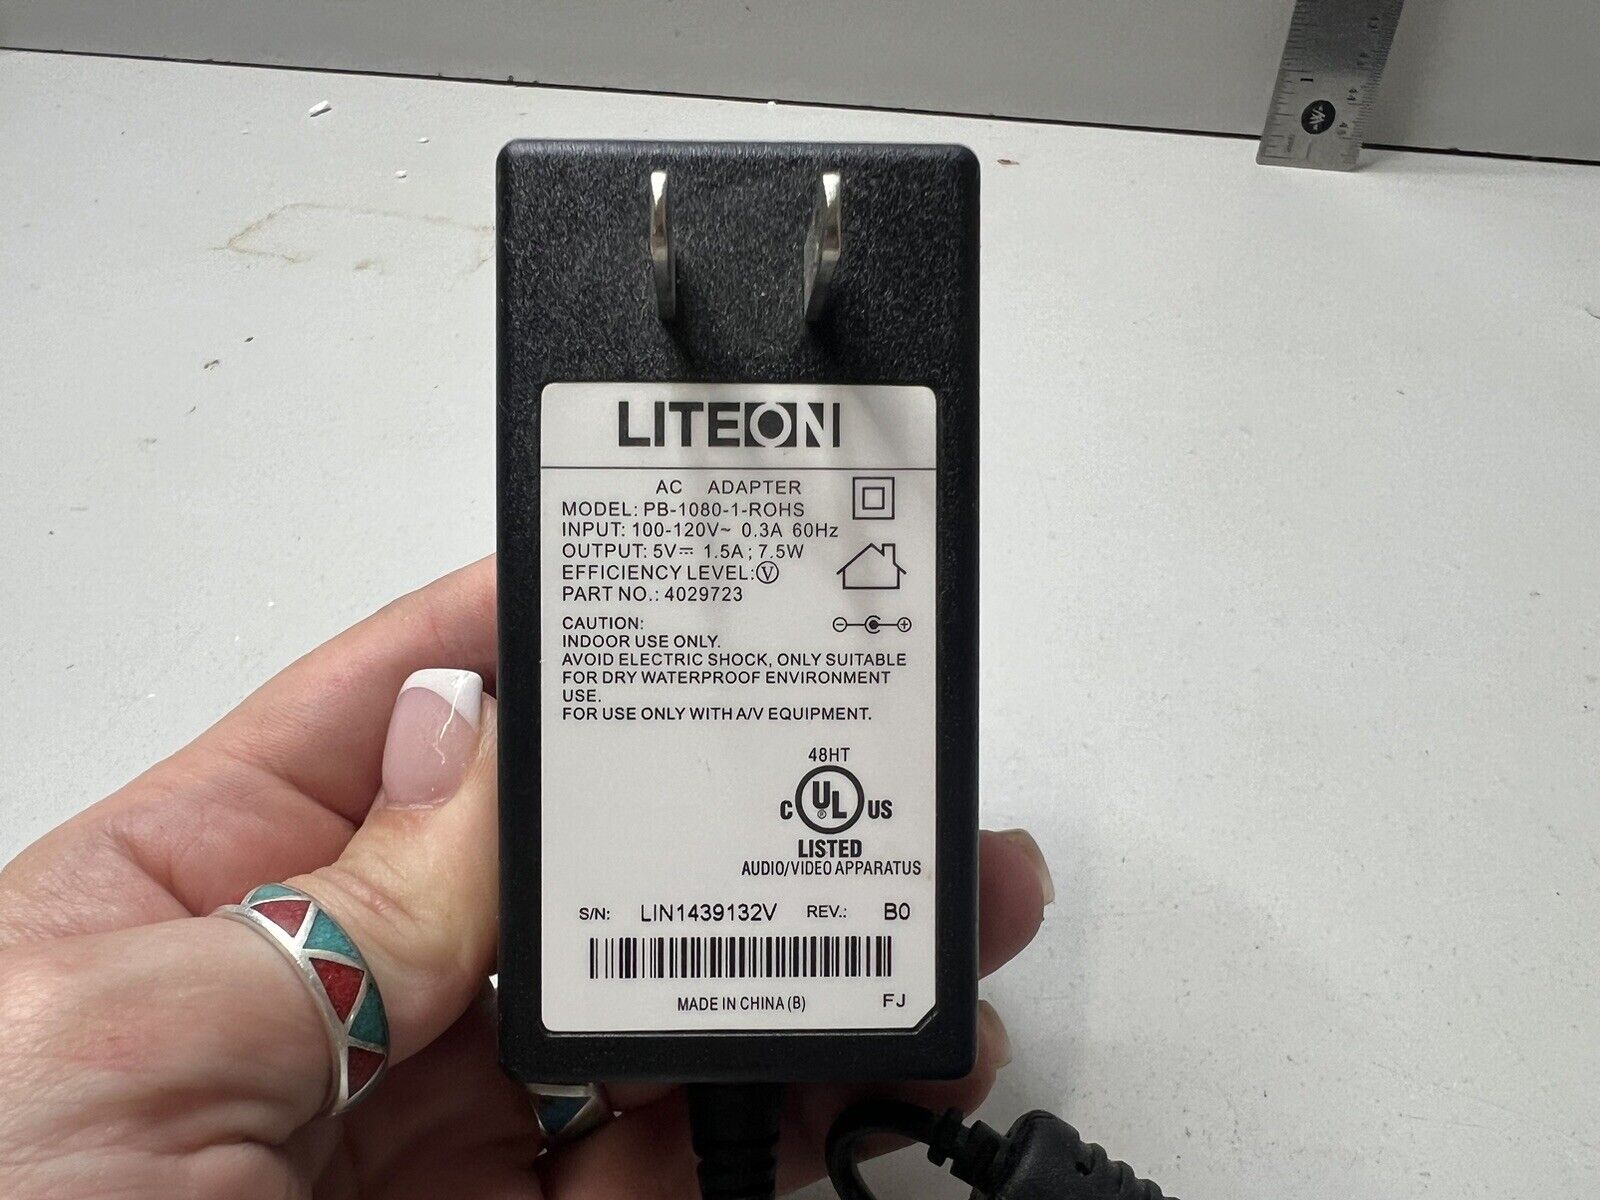 LITEON
AC ADAPTER
MODEL: PB-1080-1-ROHS
INPUT: 100-120V~ 0.3A 60Hz
OUTPUT: 5V⎓ 1.5A; 7.5W
EFFICIENCY LEVEL: Ⓥ
PART NO.: 4029723
CAUTION:
INDOOR USE ONLY.
AVOID ELECTRIC SHOCK, ONLY SUITABLE
FOR DRY WATERPROOF ENVIRONMENT
USE.
FOR USE ONLY WITH A/V EQUIPMENT.
48HT
C UL® US
LISTED
AUDIO/VIDEO APPARATUS
S/N: LIN1439132V REV.: B0
MADE IN CHINA (B) FJ
1